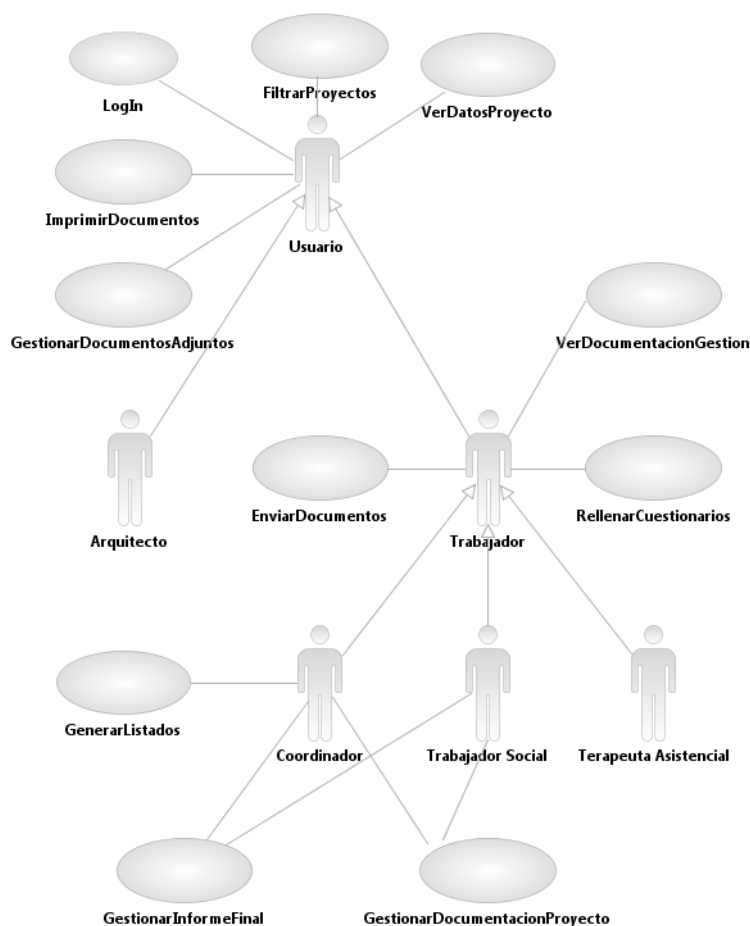 FiltrarProyectos
LogIn
VerDatosProyecto
ImprimirDocumentos
Usuario
GestionarDocumentosAdjuntos
VerDocumentacionGestion
EnviarDocumentos
RellenarCuestionarios
Arquitecto
Trabajador
GenerarListados
Coordinador
Trabajador Social
Terapeuta Asistencial
GestionarInformeFinal
GestionarDocumentacionProyecto